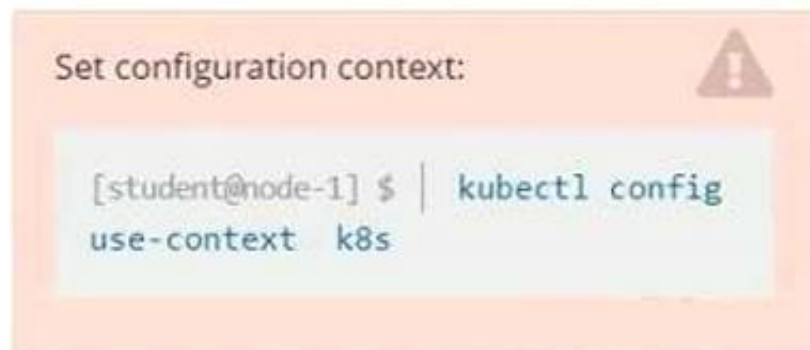 Set configuration context:
[student@node-1] $ | kubectl config
use-context k8s